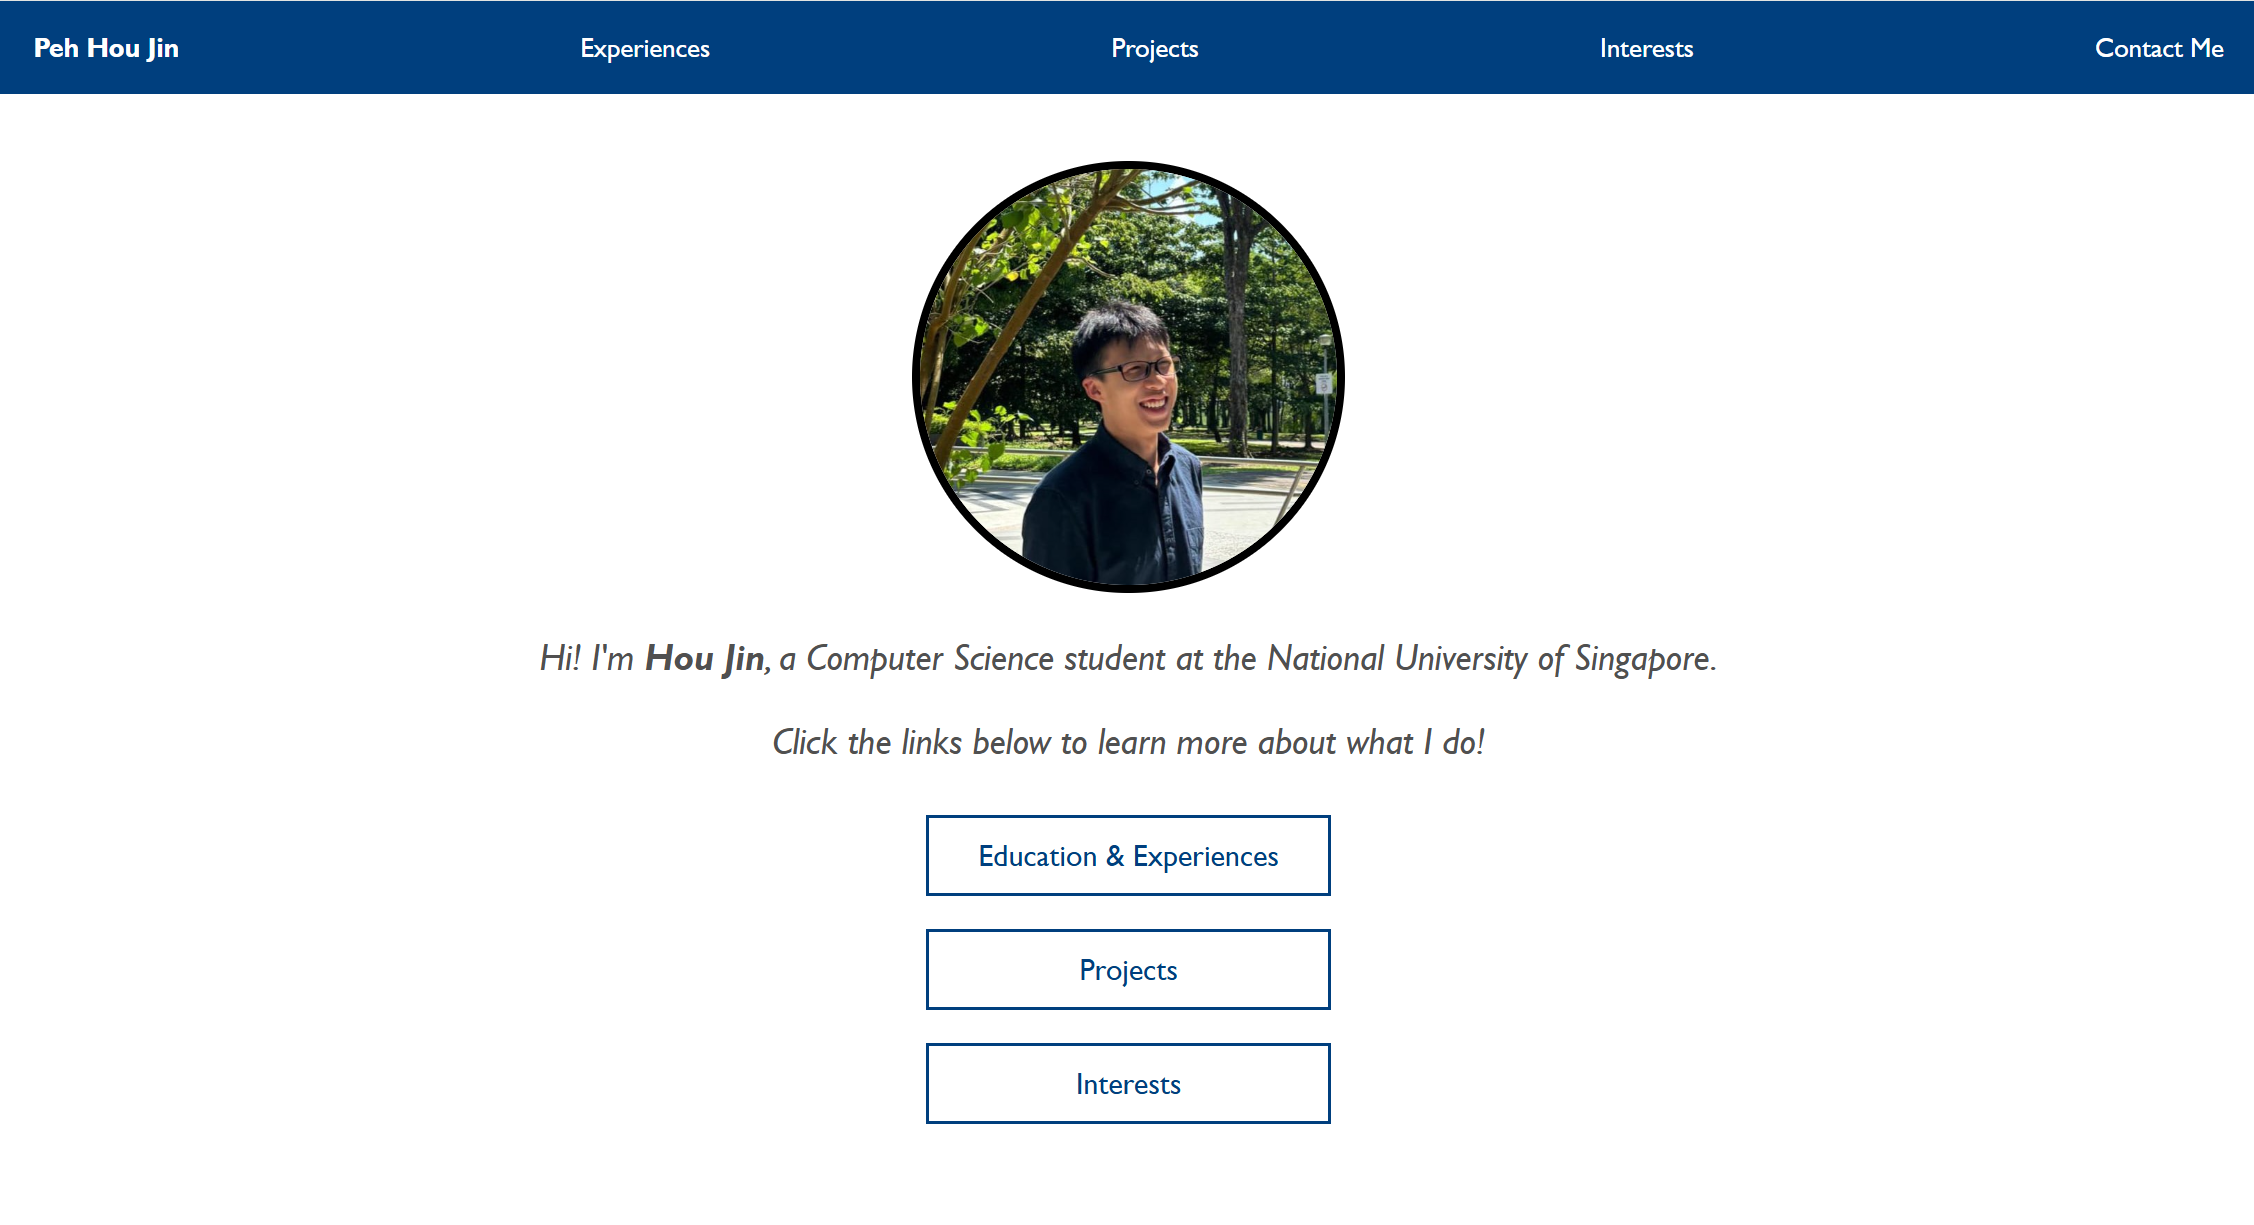 Peh Hou Jin Experiences Projects Interests Contact Me
Hi! I'm Hou Jin, a Computer Science student at the National University of Singapore.
Click the links below to learn more about what I do!
Education & Experiences
Projects
Interests